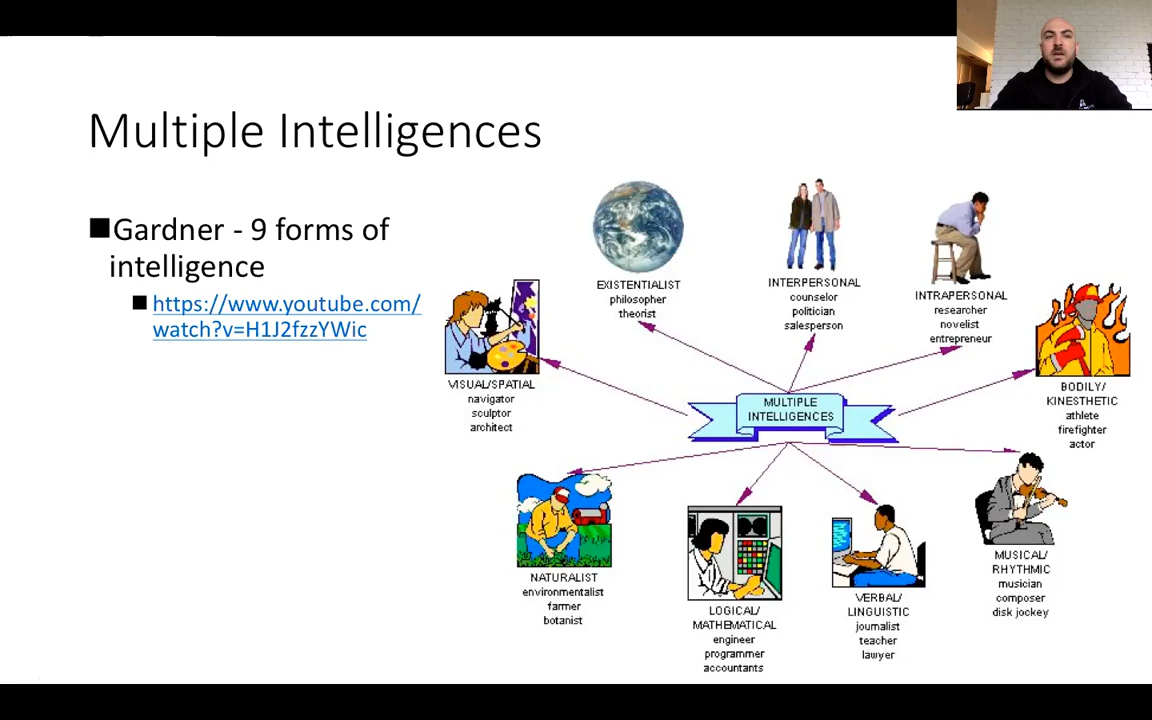 Multiple Intelligences
■Gardner - 9 forms of
intelligence
■ https://www.youtube.com/
watch?v=H1J2fzzYWic
EXISTENTIALIST
philosopher
theorist
INTERPERSONAL
counselor
politician
salesperson
INTRAPERSONAL
researcher
novelist
entrepreneur
VISUAL/SPATIAL
navigator
sculptor
architect
BODILY/
KINESTHETIC
athlete
firefighter
actor
MULTIPLE
INTELLIGENCES
NATURALIST
environmentalist
farmer
botanist
LOGICAL/
MATHEMATICAL
engineer
programmer
accountants
VERBAL/
LINGUISTIC
journalist
teacher
lawyer
MUSICAL/
RHYTHMIC
musician
composer
disk jockey